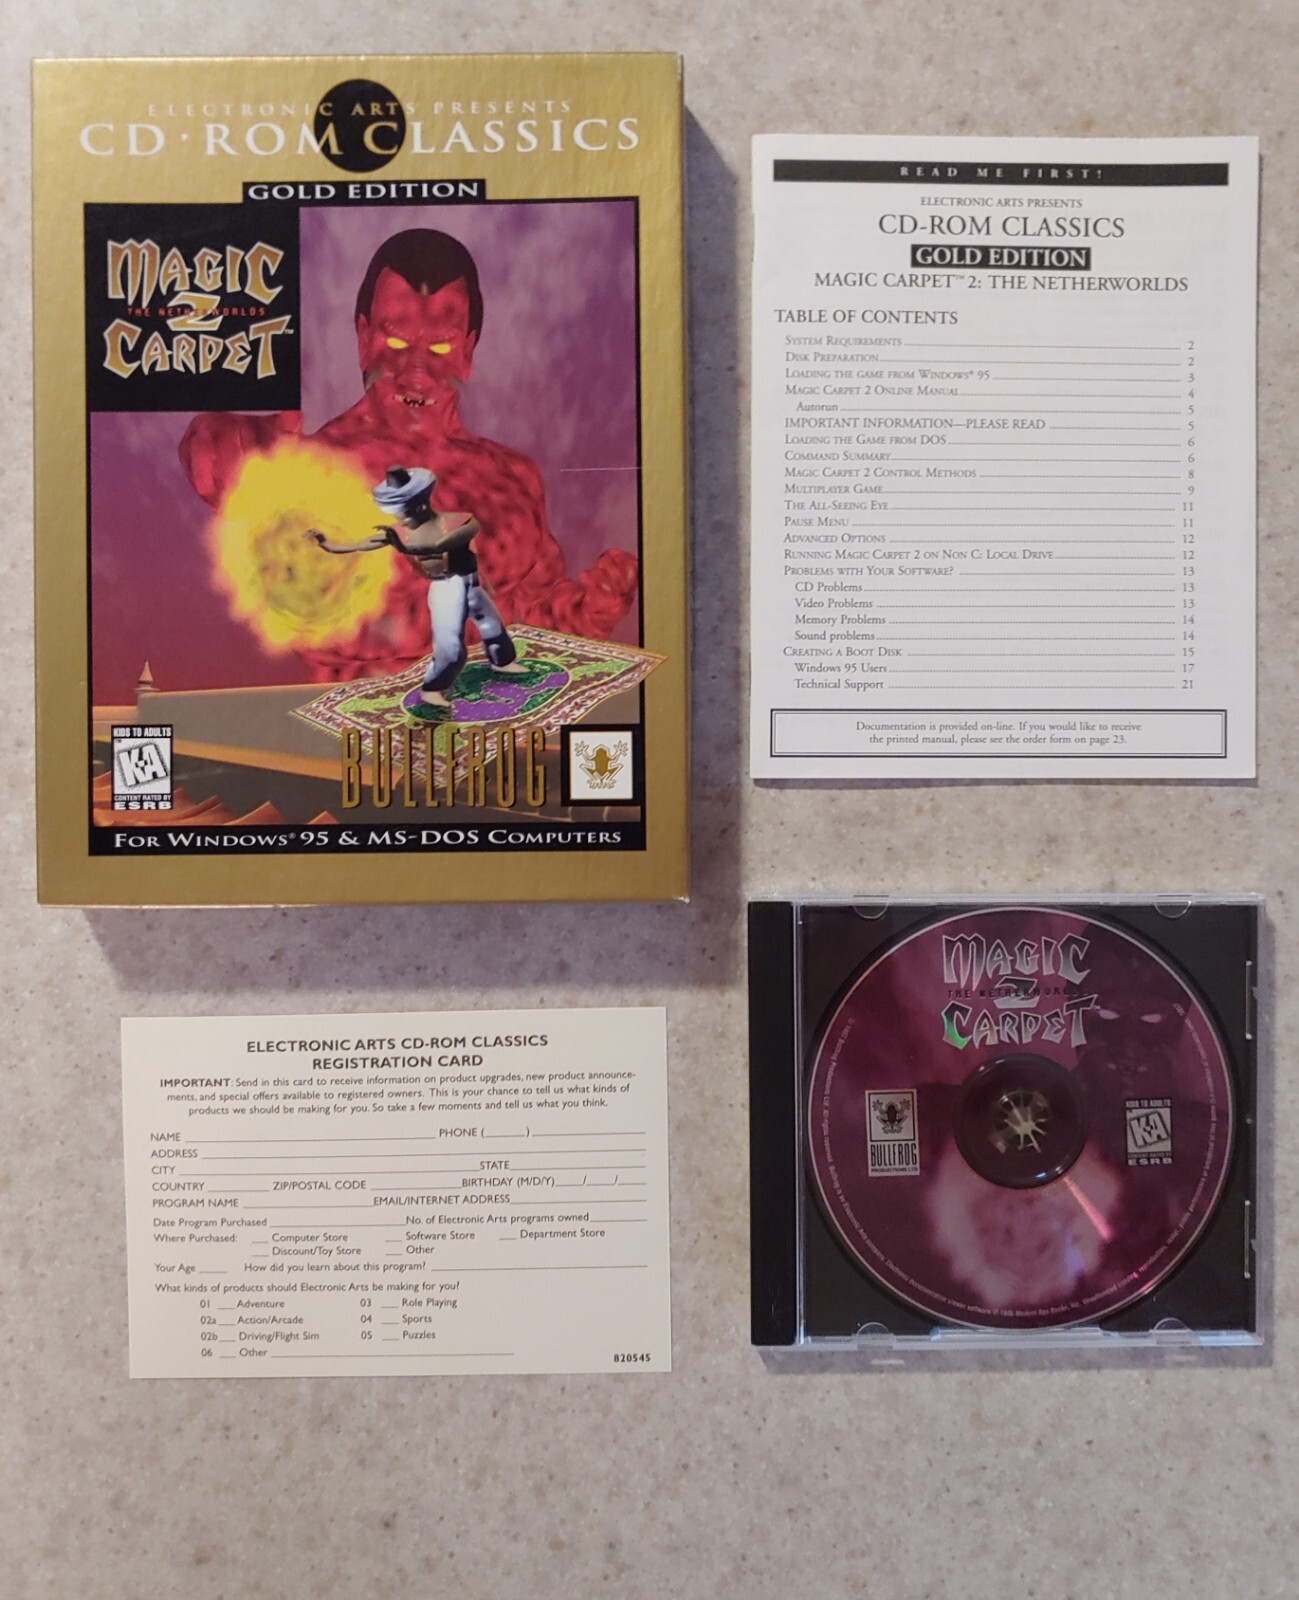 ELECTRONIC ARTS PRESENTS
CD·ROM CLASSICS
GOLD EDITION
MAGIC
2
THE NETHERWORLDS
CARPET™
KIDS TO ADULTS
K-A
CONTENT RATED BY
ESRB
BULLFROG
FOR WINDOWS® 95 & MS-DOS COMPUTERS
READ ME FIRST!
ELECTRONIC ARTS PRESENTS
CD-ROM CLASSICS
GOLD EDITION
MAGIC CARPET™ 2: THE NETHERWORLDS
TABLE OF CONTENTS
SYSTEM REQUIREMENTS 2
DISK PREPARATION 2
LOADING THE GAME FROM WINDOWS® 95 3
MAGIC CARPET 2 ONLINE MANUAL 4
Autorun 5
IMPORTANT INFORMATION—PLEASE READ 5
LOADING THE GAME FROM DOS 6
COMMAND SUMMARY 6
MAGIC CARPET 2 CONTROL METHODS 8
MULTIPLAYER GAME 9
THE ALL-SEEING EYE 11
PAUSE MENU 11
ADVANCED OPTIONS 12
RUNNING MAGIC CARPET 2 ON NON C: LOCAL DRIVE 12
PROBLEMS WITH YOUR SOFTWARE? 13
CD Problems 13
Video Problems 13
Memory Problems 14
Sound problems 14
CREATING A BOOT DISK 15
Windows 95 Users 17
Technical Support 21
Documentation is provided on-line. If you would like to receive
the printed manual, please see the order form on page 23.
ELECTRONIC ARTS CD-ROM CLASSICS
REGISTRATION CARD
IMPORTANT: Send in this card to receive information on product upgrades, new product announce-
ments, and special offers available to registered owners. This is your chance to tell us what kinds of
products we should be making for you. So take a few moments and tell us what you think.
NAME PHONE ( )
ADDRESS
CITY STATE
COUNTRY ZIP/POSTAL CODE BIRTHDAY (M/D/Y) / /
PROGRAM NAME EMAIL/INTERNET ADDRESS
Date Program Purchased No. of Electronic Arts programs owned
Where Purchased: Computer Store Software Store Department Store
Discount/Toy Store Other
Your Age How did you learn about this program?
What kinds of products should Electronic Arts be making for you?
01 Adventure 03 Role Playing
02a Action/Arcade 04 Sports
02b Driving/Flight Sim 05 Puzzles
06 Other
820545
MAGIC
2
THE NETHERWORLDS
CARPET™
BULLFROG
PRODUCTIONS LTD
KIDS TO ADULTS
K-A
CONTENT RATED BY
ESRB